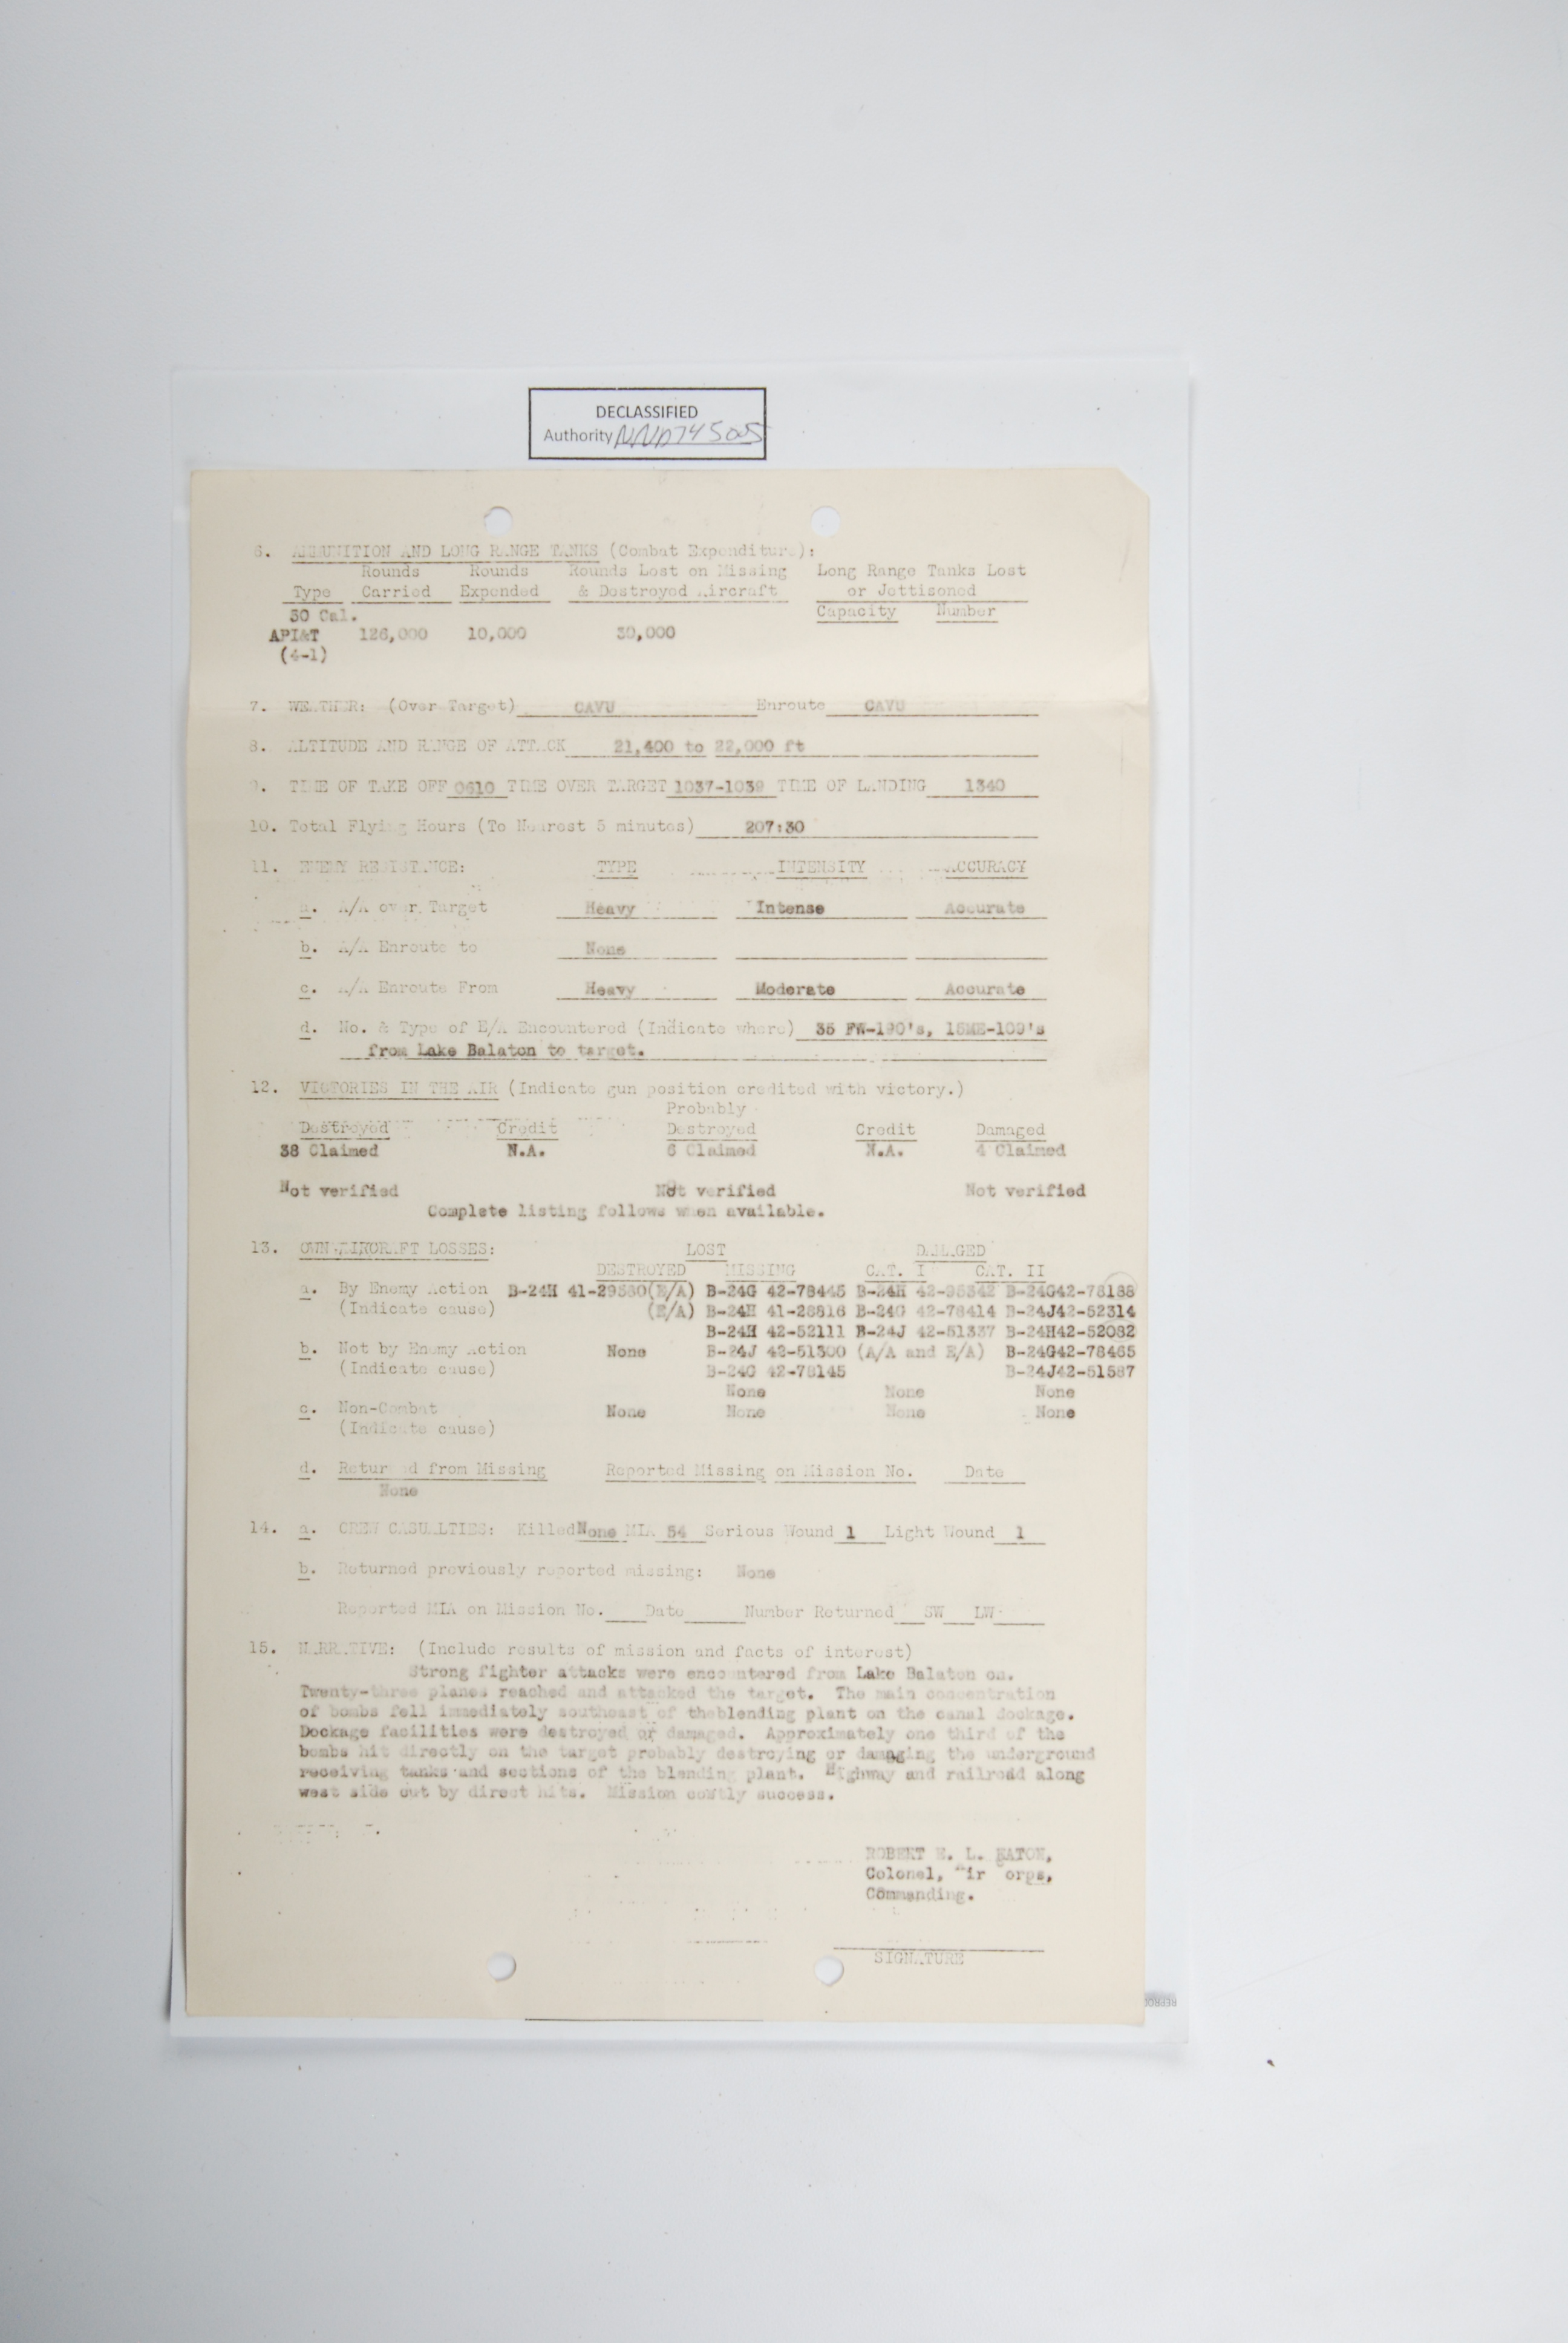 DECLASSIFIED
Authority NND745005
6. AMMUNITION AND LONG RANGE TANKS (Combat Expenditure):
Rounds Rounds Rounds Lost on Missing Long Range Tanks Lost
Type Carried Expended & Destroyed Aircraft or Jettisoned
50 Cal. Capacity Number
API&T 126,000 10,000 30,000
(4-1)
7. WEATHER: (Over Target) CAVU Enroute CAVU
8. ALTITUDE AND RANGE OF ATTACK 21,400 to 22,000 ft
9. TIME OF TAKE OFF 0610 TIME OVER TARGET 1037-1039 TIME OF LANDING 1340
10. Total Flying Hours (To Nearest 5 minutes) 207:30
11. ENEMY RESISTANCE: TYPE INTENSITY ACCURACY
a. A/A over Target Heavy Intense Accurate
b. A/A Enroute to None
c. A/A Enroute From Heavy Moderate Accurate
d. No. & Type of E/A Encountered (Indicate where) 35 FW-190's, 15ME-109's
from Lake Balaton to target.
12. VICTORIES IN THE AIR (Indicate gun position credited with victory.)
Probably
Destroyed Credit Destroyed Credit Damaged
38 Claimed N.A. 6 Claimed N.A. 4 Claimed
Not verified Not verified Not verified
Complete listing follows when available.
13. OWN AIRCRAFT LOSSES: LOST DAMAGED
DESTROYED MISSING CAT. I CAT. II
a. By Enemy Action B-24H 41-29530(E/A) B-24G 42-78445 B-24H 42-95342 B-24G42-78188
(Indicate cause) (E/A) B-24H 41-28816 B-24G 42-78414 B-24J42-52314
B-24H 42-52111 B-24J 42-51337 B-24H42-52082
b. Not by Enemy Action None B-24J 42-51300 (A/A and E/A) B-24G42-78465
(Indicate cause) B-24G 42-78145 B-24J42-51587
None None None
c. Non-Combat None None None None
(Indicate cause)
d. Returned from Missing Reported Missing on Mission No. Date
None
14. a. CREW CASUALTIES: Killed None MIA 54 Serious Wound 1 Light Wound 1
b. Returned previously reported missing: None
Reported MIA on Mission No. Date Number Returned SW LW
15. NARRATIVE: (Include results of mission and facts of interest)
Strong fighter attacks were encountered from Lake Balaton on.
Twenty-three planes reached and attacked the target. The main concentration
of bombs fell immediately southeast of theblending plant on the canal dockage.
Dockage facilities were destroyed or damaged. Approximately one third of the
bombs hit directly on the target probably destroying or damaging the underground
receiving tanks and sections of the blending plant. Highway and railroad along
west side cut by direct hits. Mission costly success.
ROBERT E. L. EATON,
Colonel, Air Corps,
Commanding.
SIGNATURE